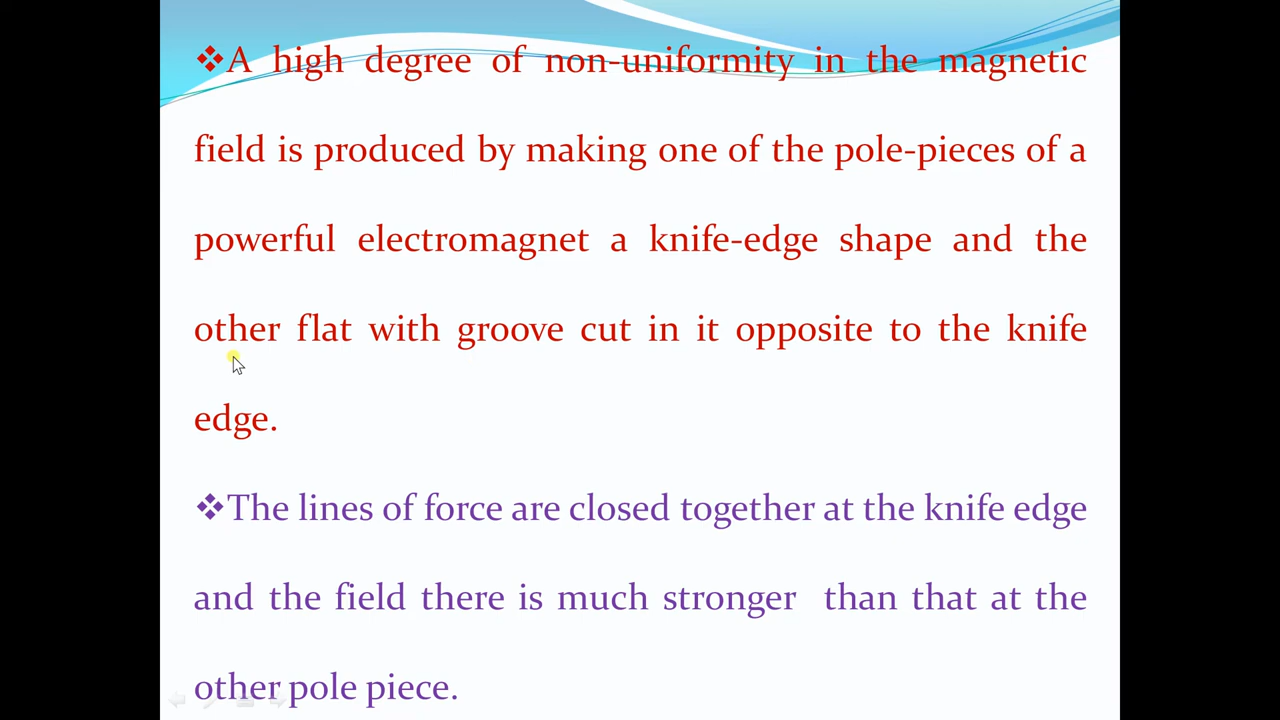 ❖A high degree of non-uniformity in the magnetic
field is produced by making one of the pole-pieces of a
powerful electromagnet a knife-edge shape and the
other flat with groove cut in it opposite to the knife
edge.
❖The lines of force are closed together at the knife edge
and the field there is much stronger than that at the
other pole piece.